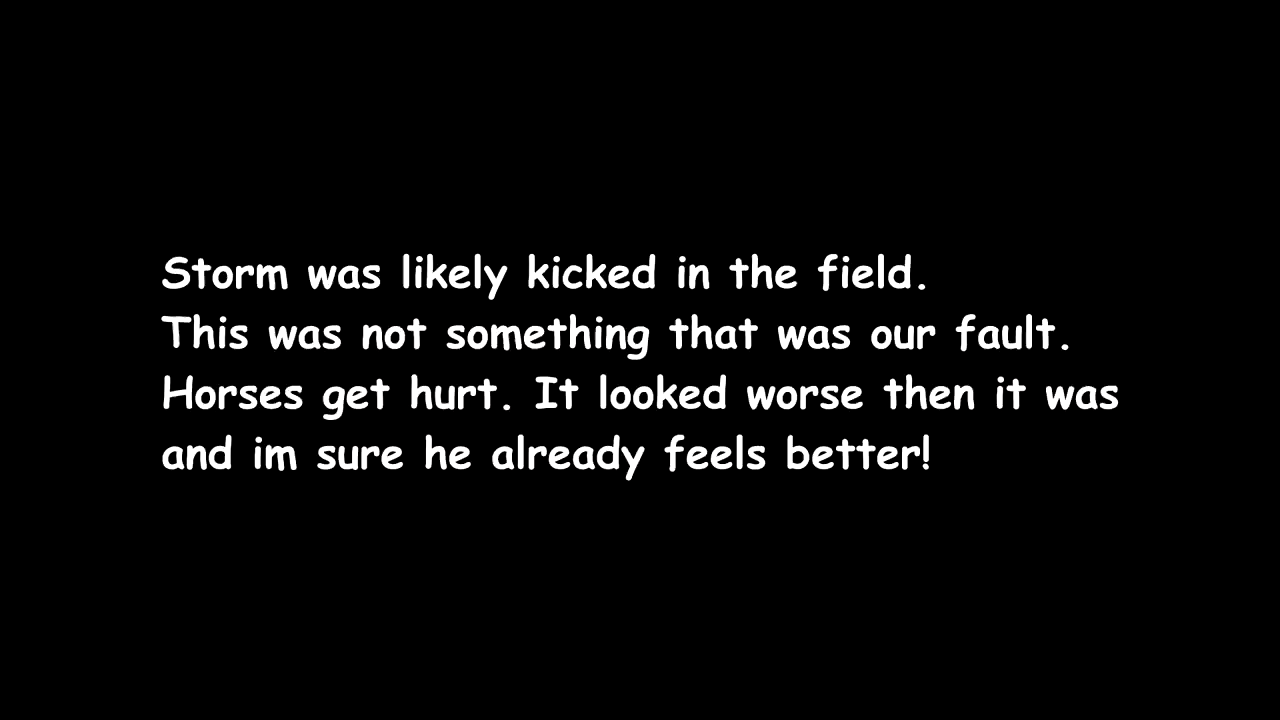 Storm was likely kicked in the field.
This was not something that was our fault.
Horses get hurt. It looked worse then it was
and im sure he already feels better!